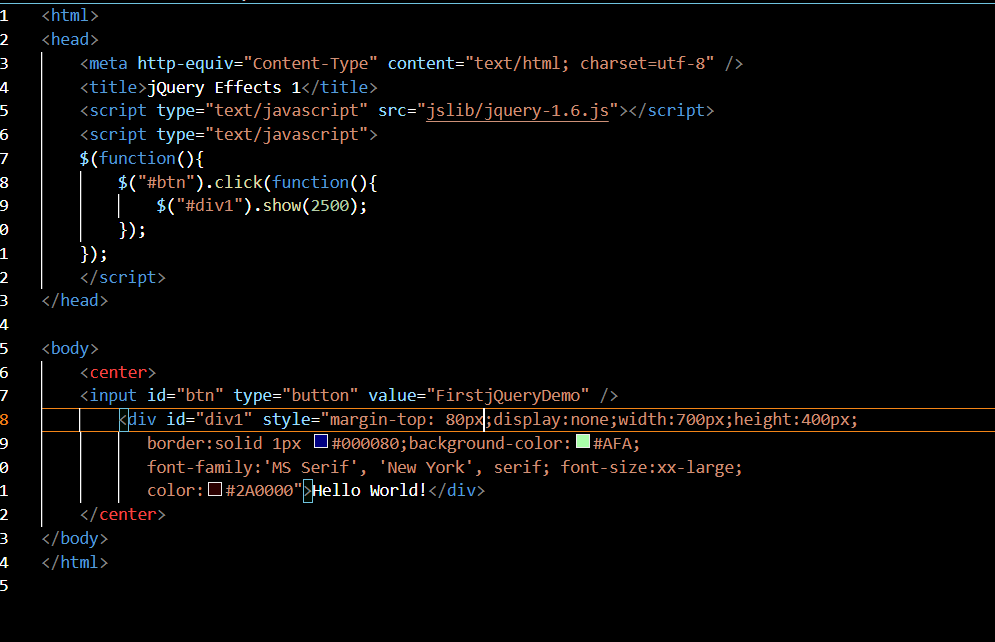 1 <html>
2 <head>
3 <meta http-equiv="Content-Type" content="text/html; charset=utf-8" />
4 <title>jQuery Effects 1</title>
5 <script type="text/javascript" src="jslib/jquery-1.6.js"></script>
6 <script type="text/javascript">
7 $(function(){
8 $("#btn").click(function(){
9 $("#div1").show(2500);
0 });
1 });
2 </script>
3 </head>
4
5 <body>
6 <center>
7 <input id="btn" type="button" value="FirstjQueryDemo" />
8 <div id="div1" style="margin-top: 80px;display:none;width:700px;height:400px;
9 border:solid 1px #000080;background-color:#AFA;
0 font-family:'MS Serif', 'New York', serif; font-size:xx-large;
1 color:#2A0000">Hello World!</div>
2 </center>
3 </body>
4 </html>
5